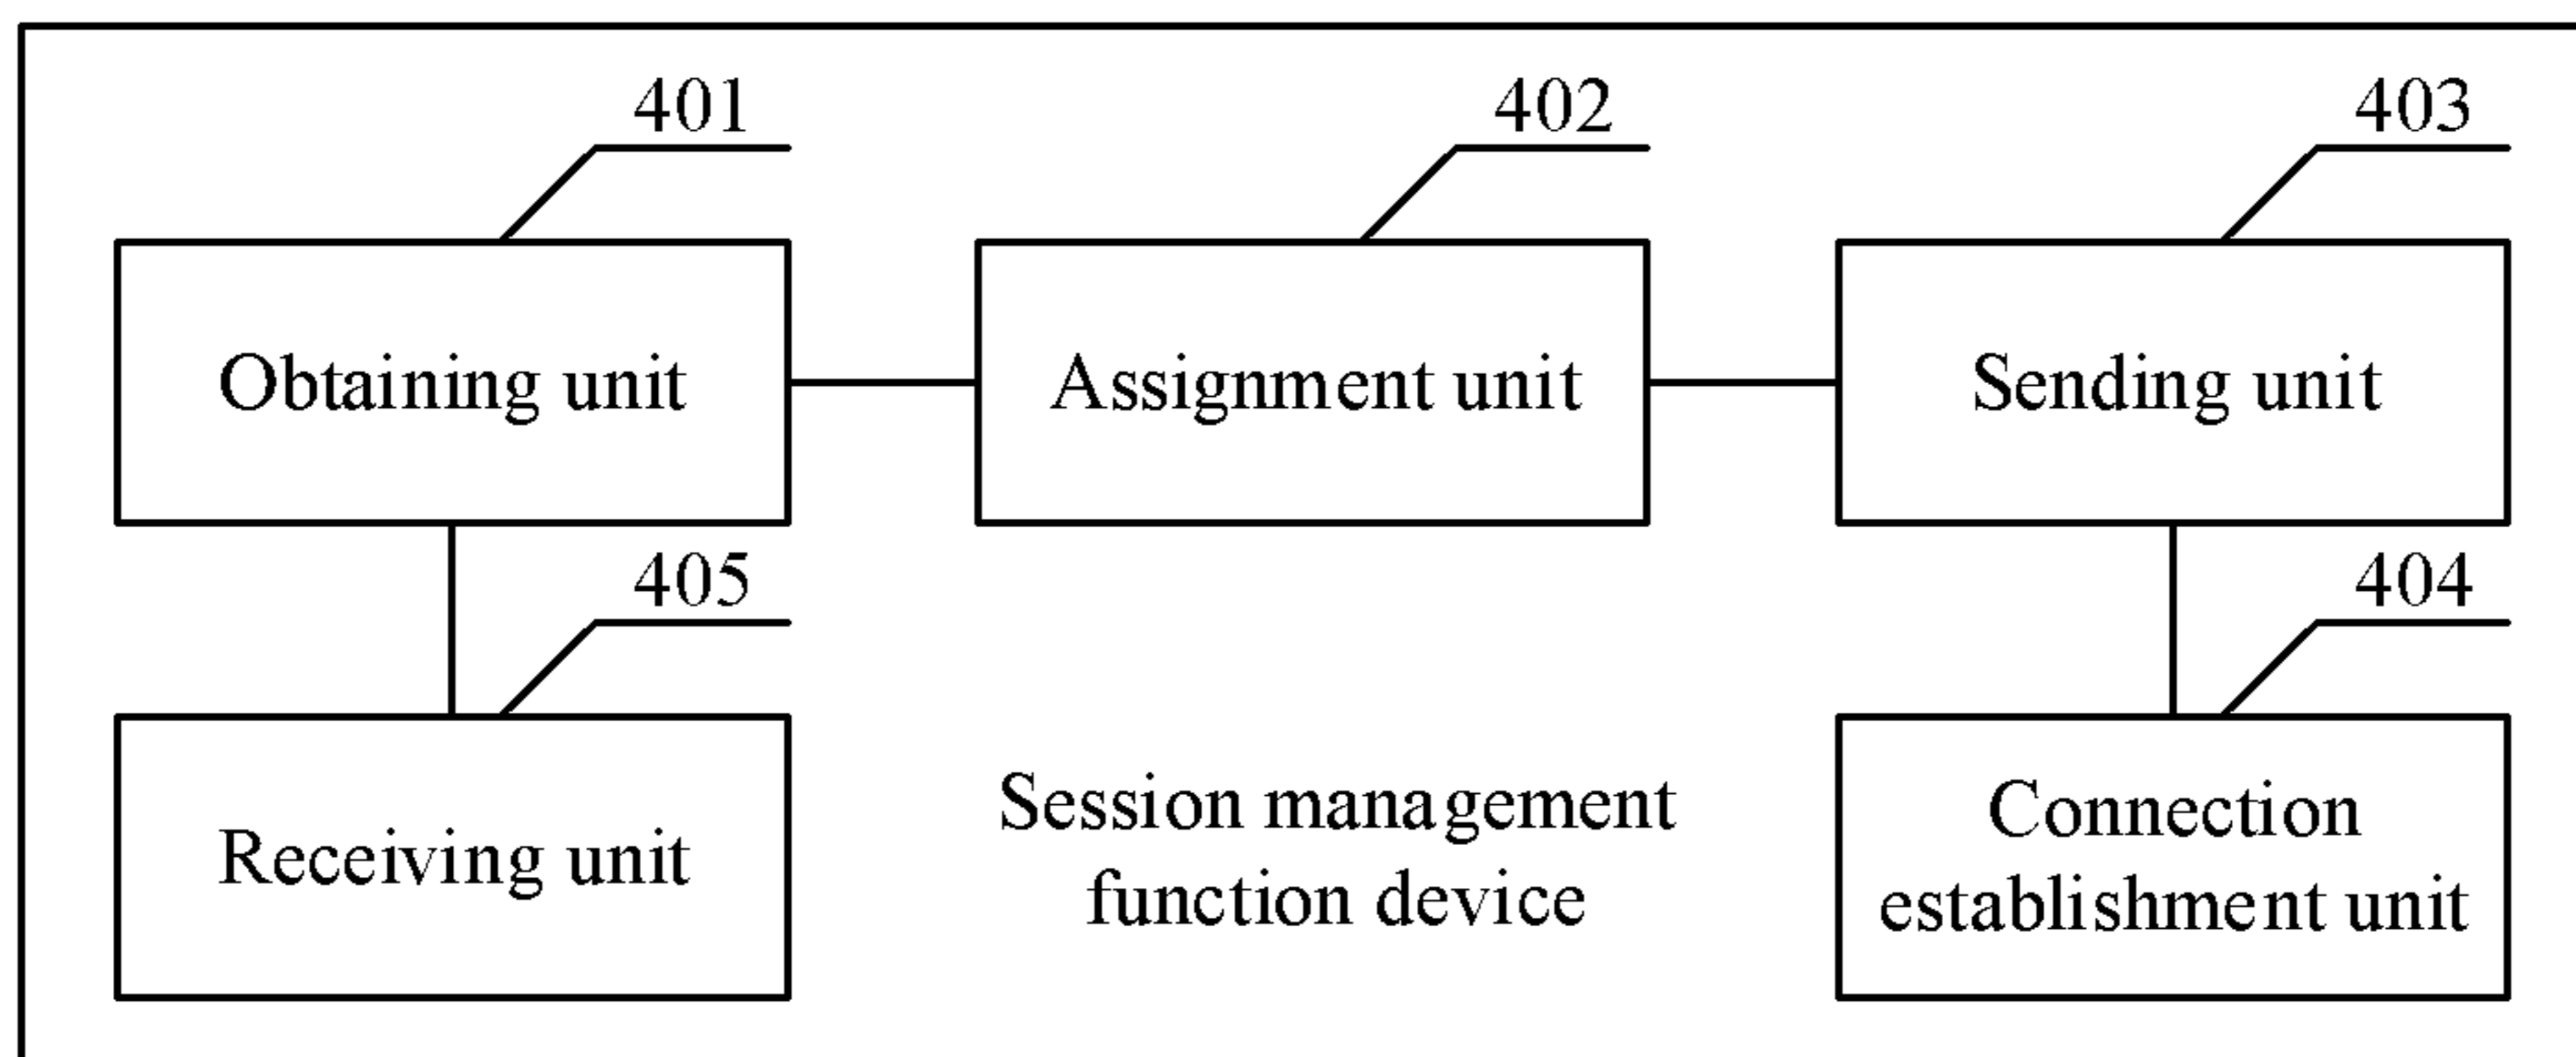 401
402
403
Obtaining unit
Assignment unit
Sending unit
405
404
Receiving unit
Session management
function device
Connection
establishment unit